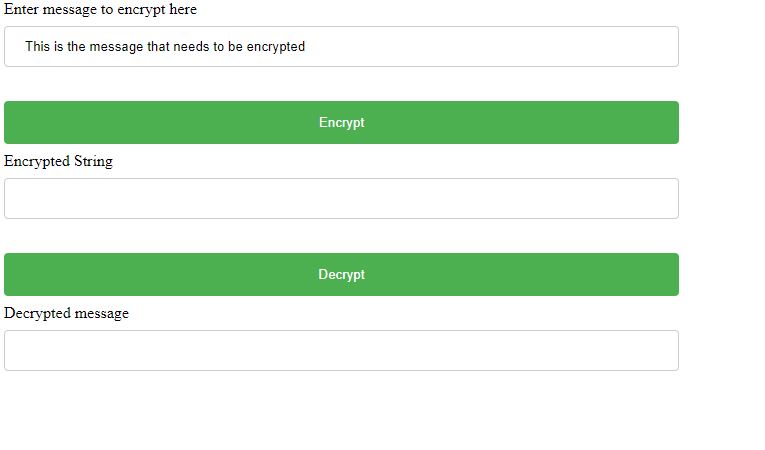 Enter message to encrypt here
This is the message that needs to be encrypted
Encrypt
Encrypted String
Decrypt
Decrypted message